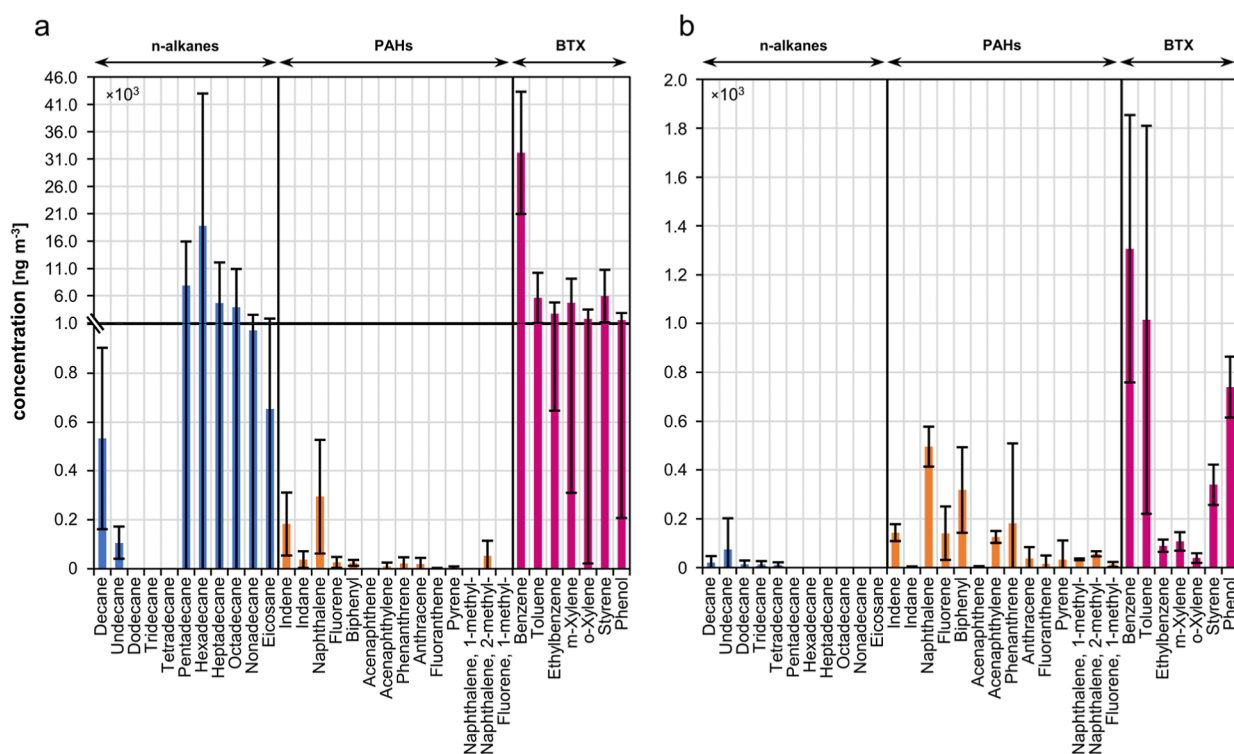 a
n-alkanes
PAHs
BTX
×10³
46.0
41.0
36.0
31.0
26.0
21.0
16.0
11.0
6.0
1.0
0.8
0.6
0.4
0.2
0
concentration [ng m⁻³]
Decane
Undecane
Dodecane
Tridecane
Tetradecane
Pentadecane
Hexadecane
Heptadecane
Octadecane
Nonadecane
Eicosane
Indene
Indane
Naphthalene
Fluorene
Biphenyl
Acenaphthene
Acenaphthylene
Phenanthrene
Anthracene
Fluoranthene
Pyrene
Naphthalene, 1-methyl-
Naphthalene, 2-methyl-
Fluorene, 1-methyl-
Benzene
Toluene
Ethylbenzene
m-Xylene
o-Xylene
Styrene
Phenol
b
n-alkanes
PAHs
BTX
×10³
2.0
1.8
1.6
1.4
1.2
1.0
0.8
0.6
0.4
0.2
0
Decane
Undecane
Dodecane
Tridecane
Tetradecane
Pentadecane
Hexadecane
Heptadecane
Octadecane
Nonadecane
Eicosane
Indene
Indane
Naphthalene
Fluorene
Biphenyl
Acenaphthene
Acenaphthylene
Phenanthrene
Anthracene
Fluoranthene
Pyrene
Naphthalene, 1-methyl-
Naphthalene, 2-methyl-
Fluorene, 1-methyl-
Benzene
Toluene
Ethylbenzene
m-Xylene
o-Xylene
Styrene
Phenol